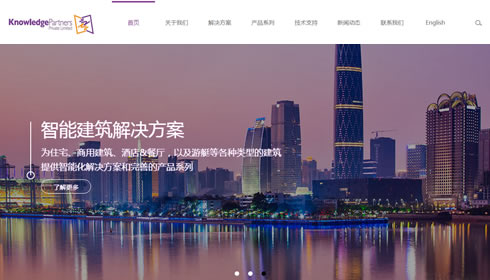 KnowledgePartners
Private Limited
首页 关于我们 解决方案 产品系列 技术支持 新闻动态 联系我们 English
智能建筑解决方案
为住宅、商用建筑、酒店&餐厅，以及游艇等各种类型的建筑
提供智能化解决方案和完善的产品系列
了解更多